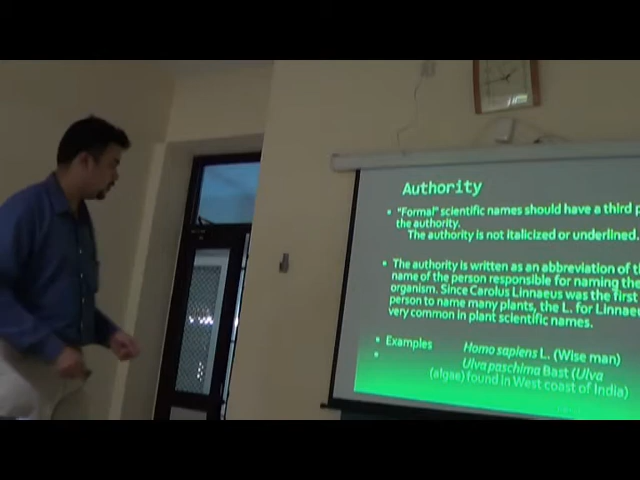 Authority
• "Formal" scientific names should have a third
the authority.
The authority is not italicized or underlined.
• The authority is written as an abbreviation of
name of the person responsible for naming the
organism. Since Carolus Linnaeus was the first
person to name many plants, the L. for Linnaeus
very common in plant scientific names.
• Examples Homo sapiens L. (Wise man)
• Ulva paschima Bast (Ulva
(algae) found in West coast of India)